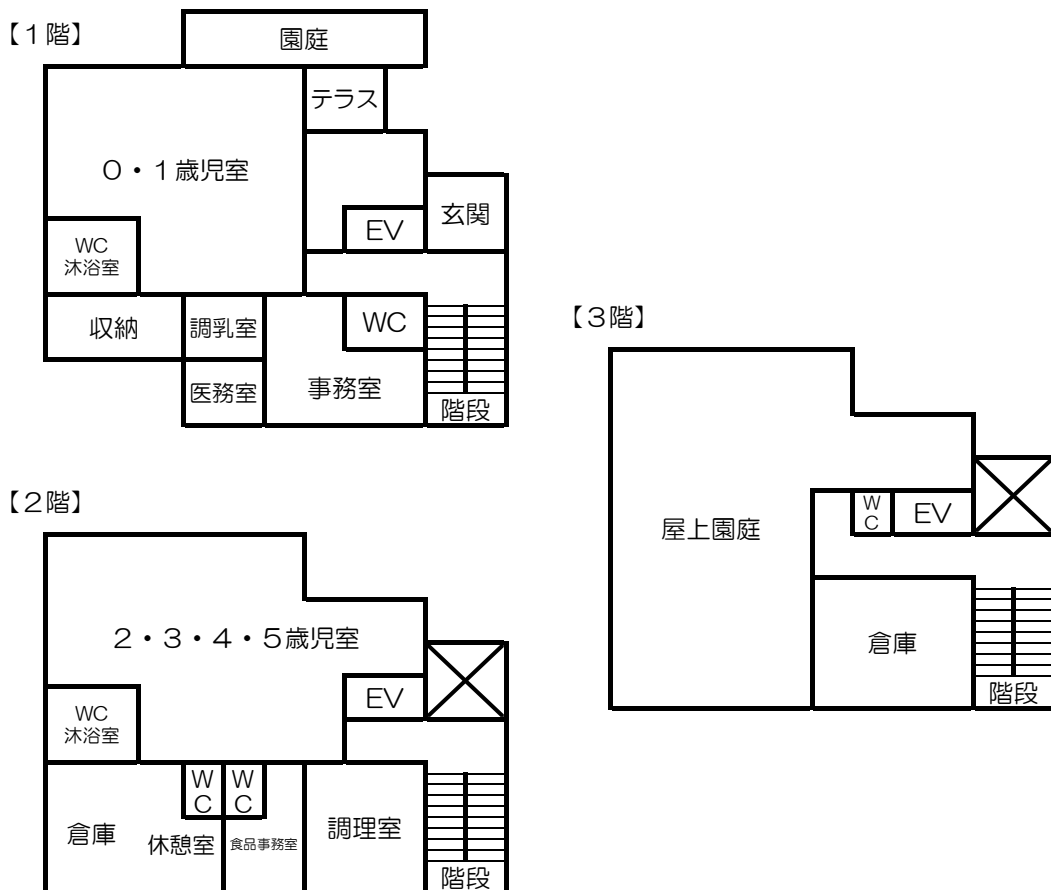 【１階】
園庭
テラス
０・１歳児室
玄関
EV
WC
沐浴室
収納
調乳室
WC
医務室
事務室
階段
【２階】
２・３・４・５歳児室
EV
WC
沐浴室
W
C
W
C
倉庫
休憩室
食品事務室
調理室
階段
【３階】
屋上園庭
W
C
EV
倉庫
階段